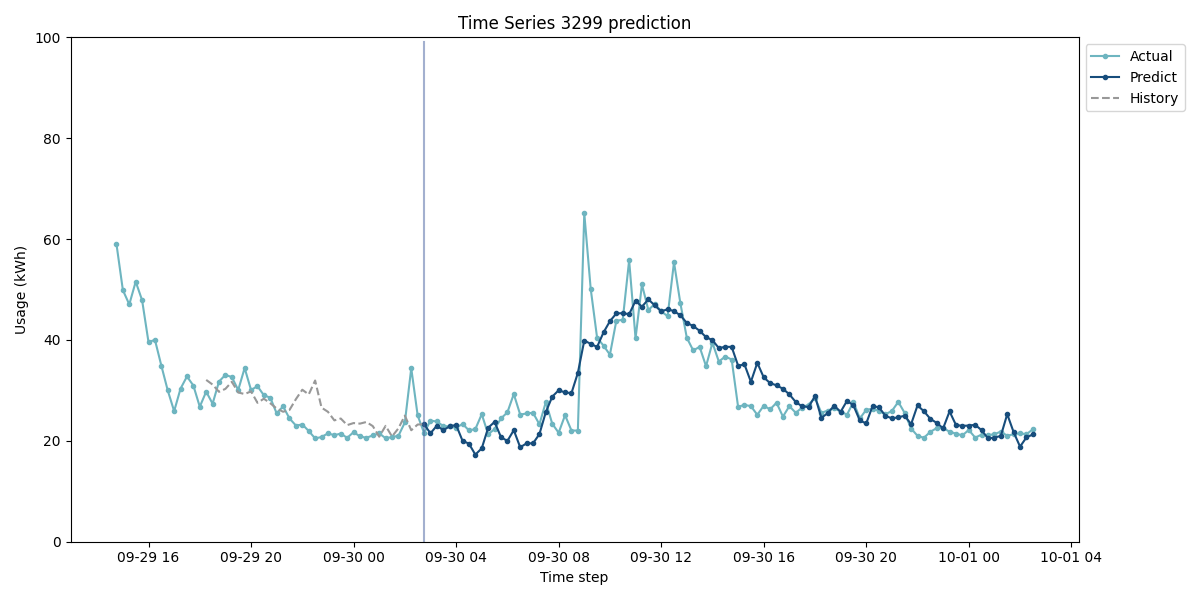 Time Series 3299 prediction
100
80
60
40
20
0
Usage (kWh)
09-29 16
09-29 20
09-30 00
09-30 04
09-30 08
09-30 12
09-30 16
09-30 20
10-01 00
10-01 04
Time step
Actual
Predict
History